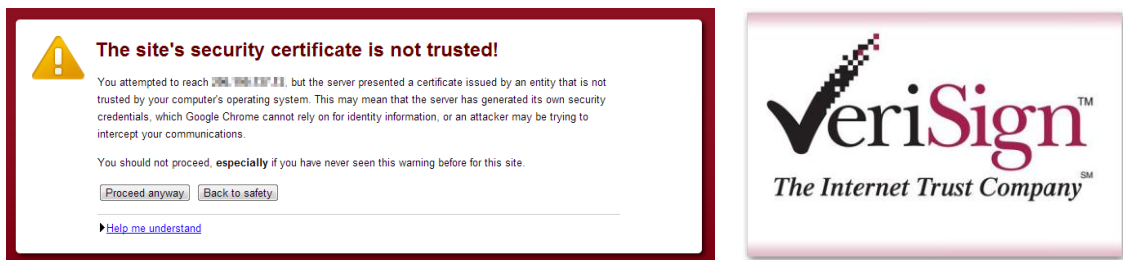 The site's security certificate is not trusted!
You attempted to reach , but the server presented a certificate issued by an entity that is not
trusted by your computer's operating system. This may mean that the server has generated its own security
credentials, which Google Chrome cannot rely on for identity information, or an attacker may be trying to
intercept your communications.
You should not proceed, especially if you have never seen this warning before for this site.
Proceed anyway Back to safety
Help me understand
VeriSign™
The Internet Trust Company℠